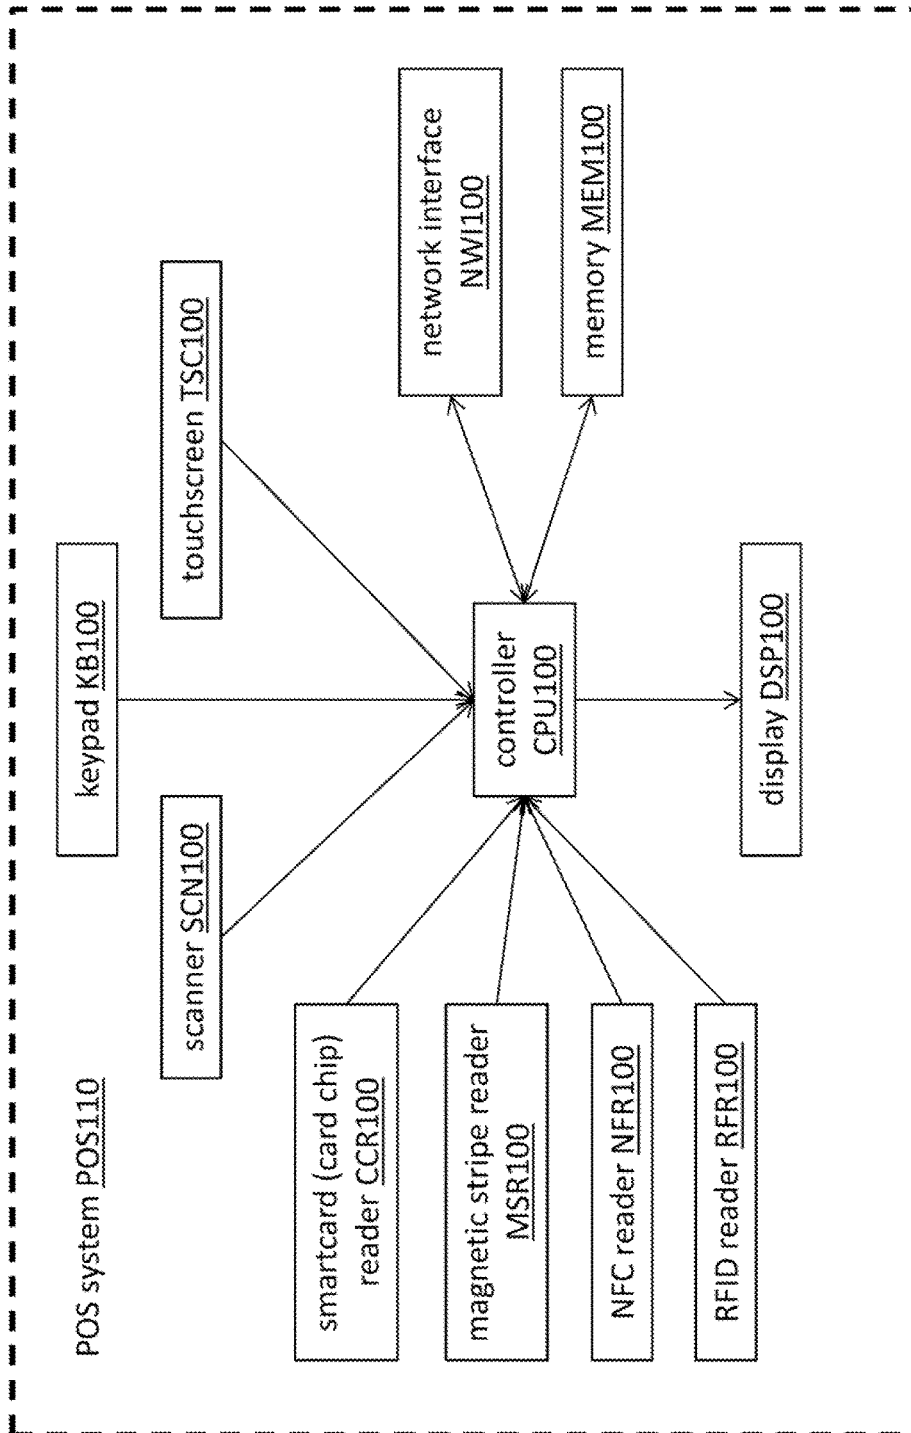 POS system POS110
keypad KB100
scanner SCN100
touchscreen TSC100
smartcard (card chip)
reader CCR100
magnetic stripe reader
MSR100
NFC reader NFR100
RFID reader RFR100
controller
CPU100
network interface
NWI100
memory MEM100
display DSP100